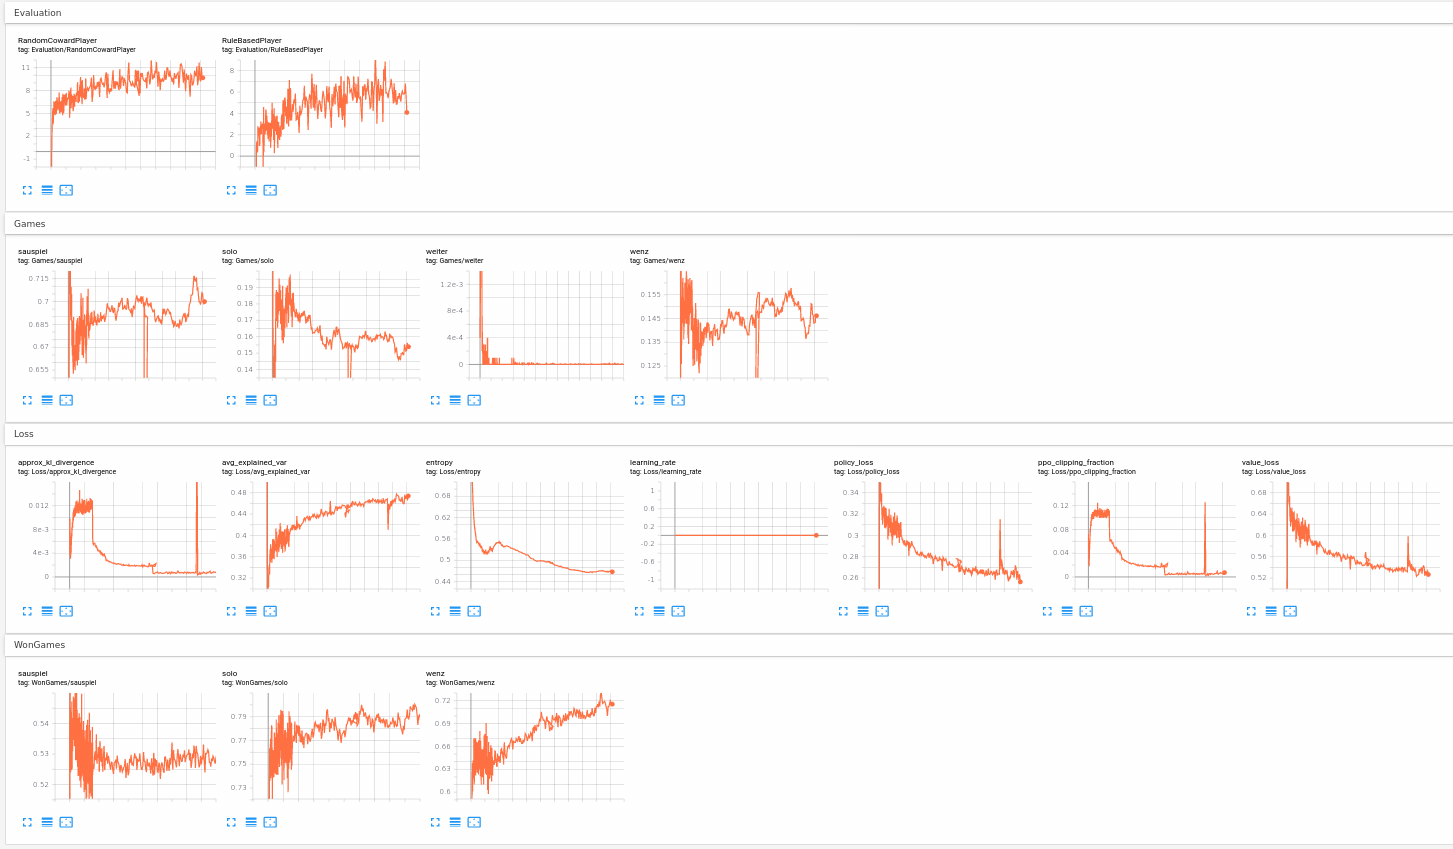 Evaluation
RandomCowardPlayer
tag: Evaluation/RandomCowardPlayer
11
8
5
2
-1
RuleBasedPlayer
tag: Evaluation/RuleBasedPlayer
8
6
4
2
0
Games
sauspiel
tag: Games/sauspiel
0.715
0.7
0.685
0.67
0.655
solo
tag: Games/solo
0.19
0.18
0.17
0.16
0.15
0.14
weiter
tag: Games/weiter
1.2e-3
8e-4
4e-4
0
wenz
tag: Games/wenz
0.155
0.145
0.135
0.125
Loss
approx_kl_divergence
tag: Loss/approx_kl_divergence
0.012
8e-3
4e-3
0
avg_explained_var
tag: Loss/avg_explained_var
0.48
0.44
0.4
0.36
0.32
entropy
tag: Loss/entropy
0.68
0.62
0.56
0.5
0.44
learning_rate
tag: Loss/learning_rate
1
0.6
0.2
-0.2
-0.6
-1
policy_loss
tag: Loss/policy_loss
0.34
0.32
0.3
0.28
0.26
ppo_clipping_fraction
tag: Loss/ppo_clipping_fraction
0.12
0.08
0.04
0
value_loss
tag: Loss/value_loss
0.68
0.64
0.6
0.56
0.52
WonGames
sauspiel
tag: WonGames/sauspiel
0.54
0.53
0.52
solo
tag: WonGames/solo
0.79
0.77
0.75
0.73
wenz
tag: WonGames/wenz
0.72
0.69
0.66
0.63
0.6